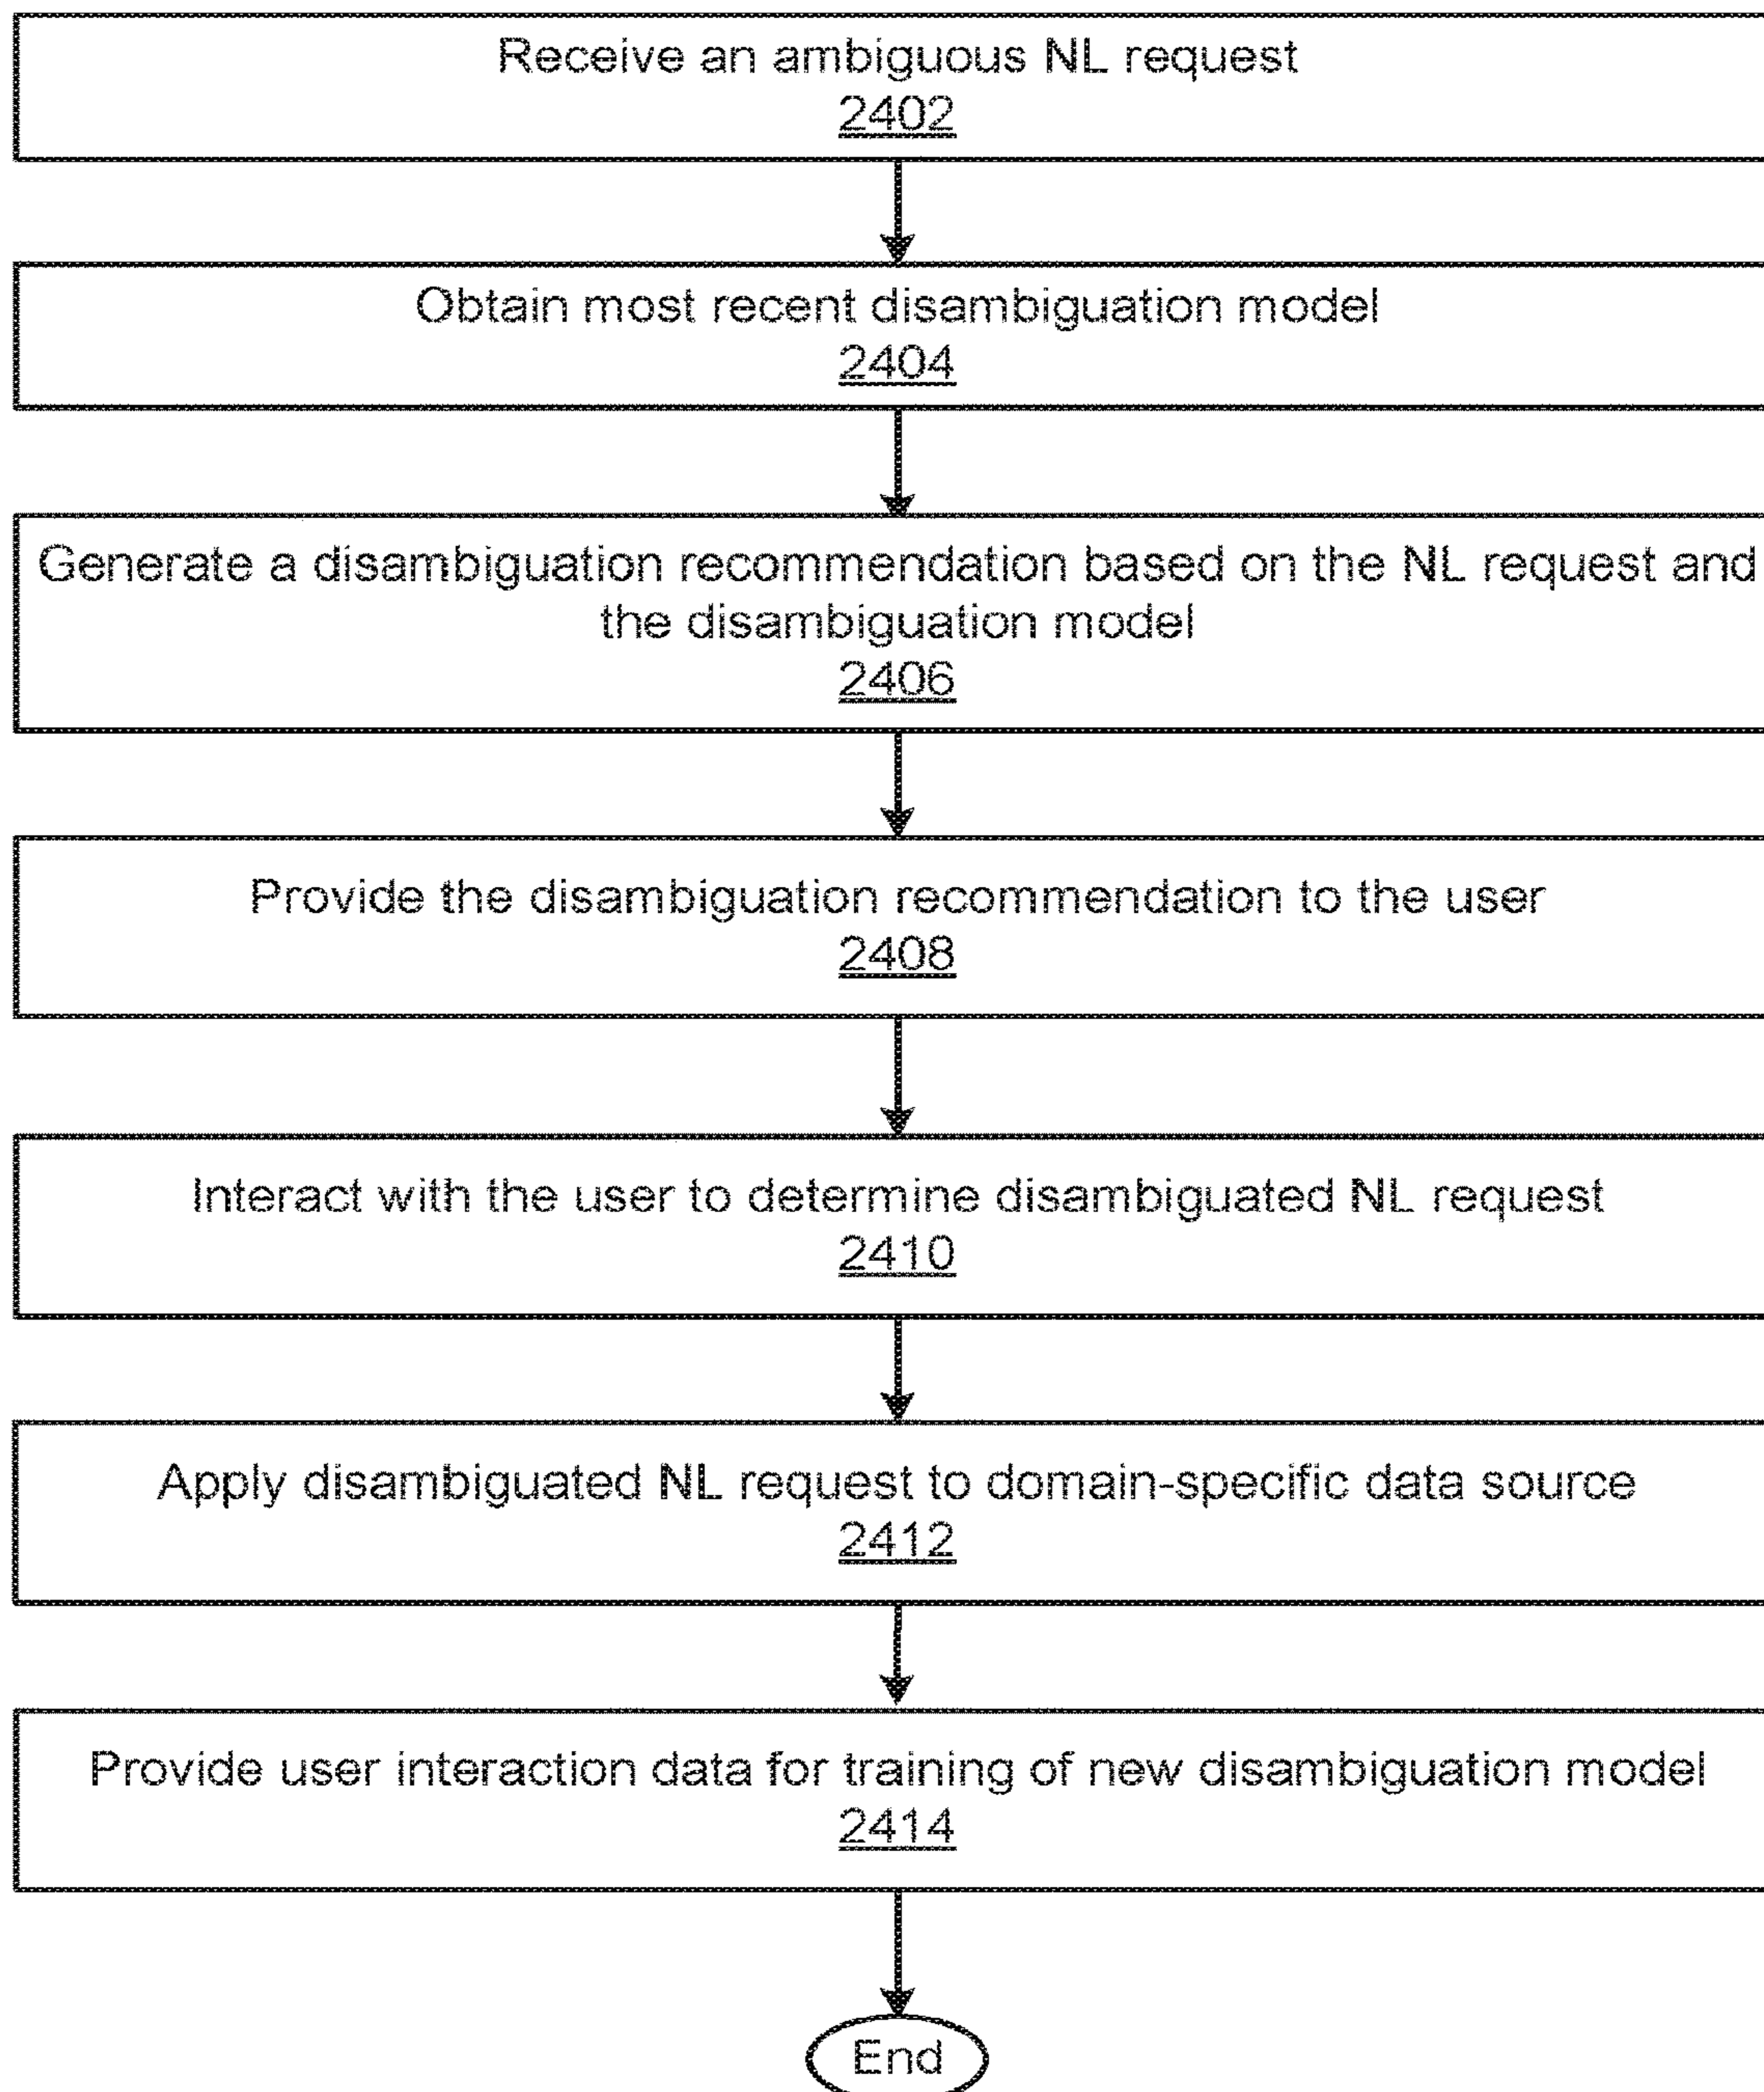 Receive an ambiguous NL request
2402
Obtain most recent disambiguation model
2404
Generate a disambiguation recommendation based on the NL request and
the disambiguation model
2406
Provide the disambiguation recommendation to the user
2408
Interact with the user to determine disambiguated NL request
2410
Apply disambiguated NL request to domain-specific data source
2412
Provide user interaction data for training of new disambiguation model
2414
End